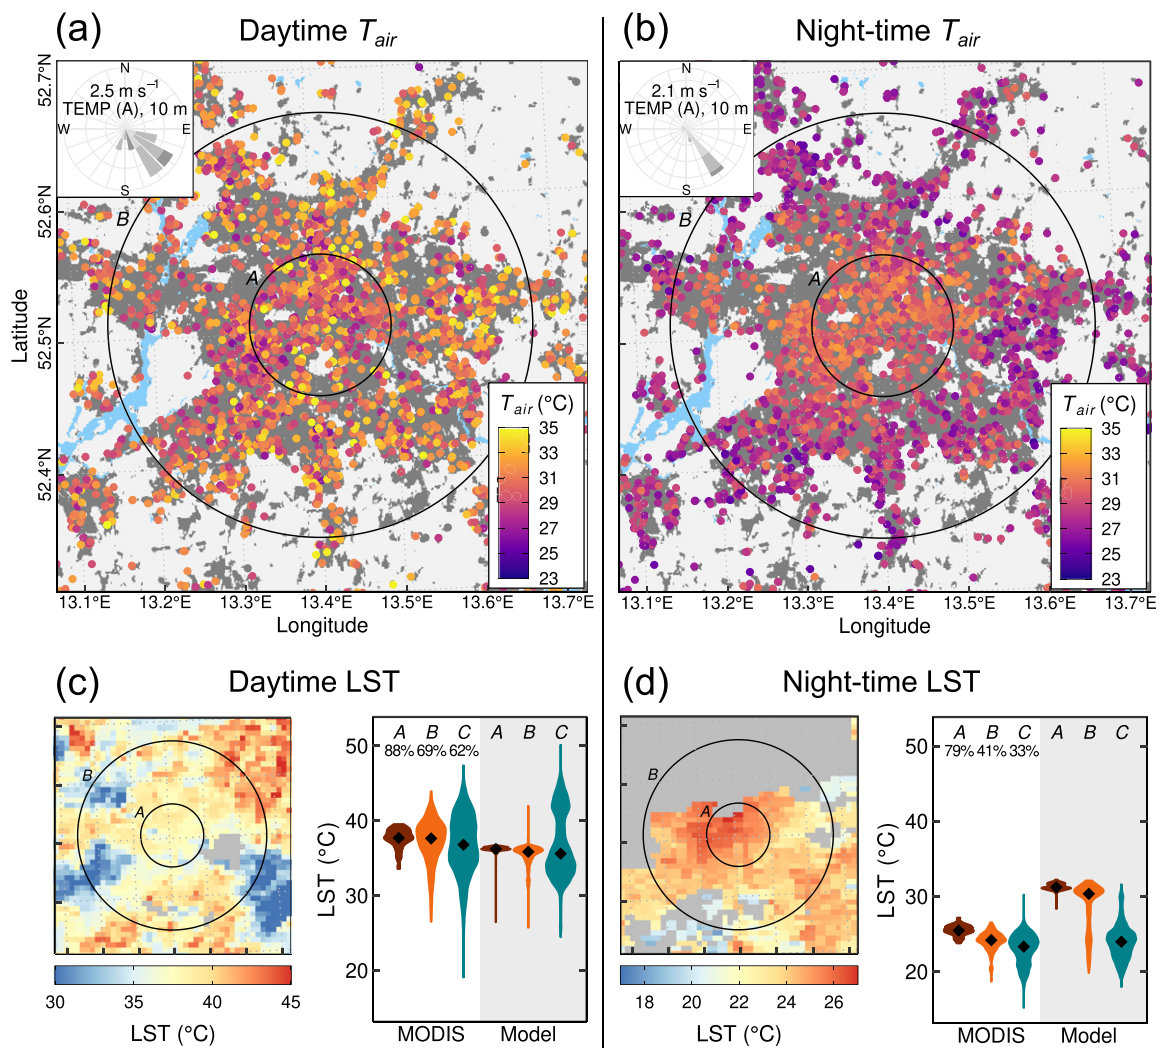 (a) Daytime T_air
N
2.5 m s⁻¹
TEMP (A), 10 m
W E
S
B
A
Latitude
52.7°N
52.6°N
52.5°N
52.4°N
T_air (°C)
35
33
31
29
27
25
23
13.1°E 13.2°E 13.3°E 13.4°E 13.5°E 13.6°E 13.7°E
Longitude
(b) Night-time T_air
N
2.1 m s⁻¹
TEMP (A), 10 m
W E
S
B
A
T_air (°C)
35
33
31
29
27
25
23
13.1°E 13.2°E 13.3°E 13.4°E 13.5°E 13.6°E 13.7°E
Longitude
(c) Daytime LST
B
A
30 35 40 45
LST (°C)
LST (°C)
50
40
30
20
A B C A B C
88% 69% 62%
MODIS Model
(d) Night-time LST
B
A
18 20 22 24 26
LST (°C)
LST (°C)
50
40
30
20
A B C A B C
79% 41% 33%
MODIS Model